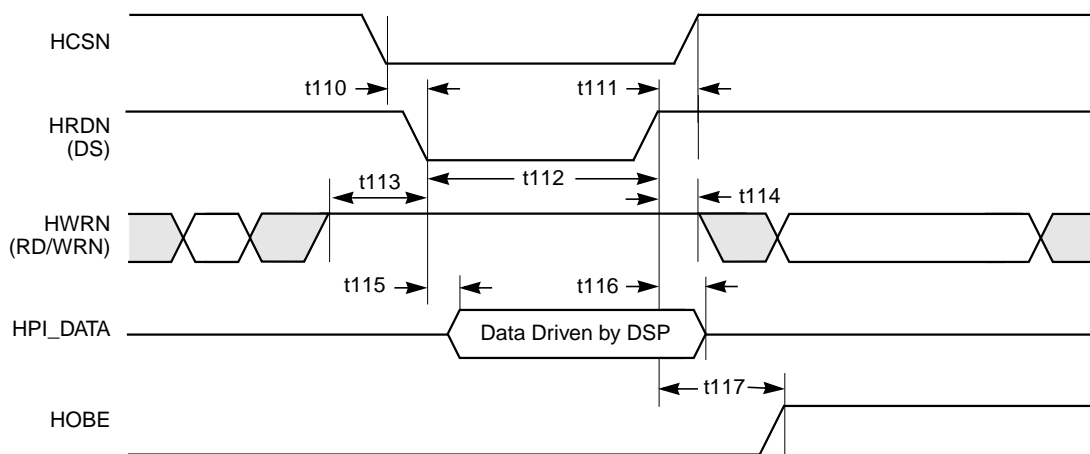 HCSN
t110
t111
HRDN
(DS)
t112
t113
t114
HWRN
(RD/WRN)
t115
t116
HPI_DATA
Data Driven by DSP
t117
HOBE